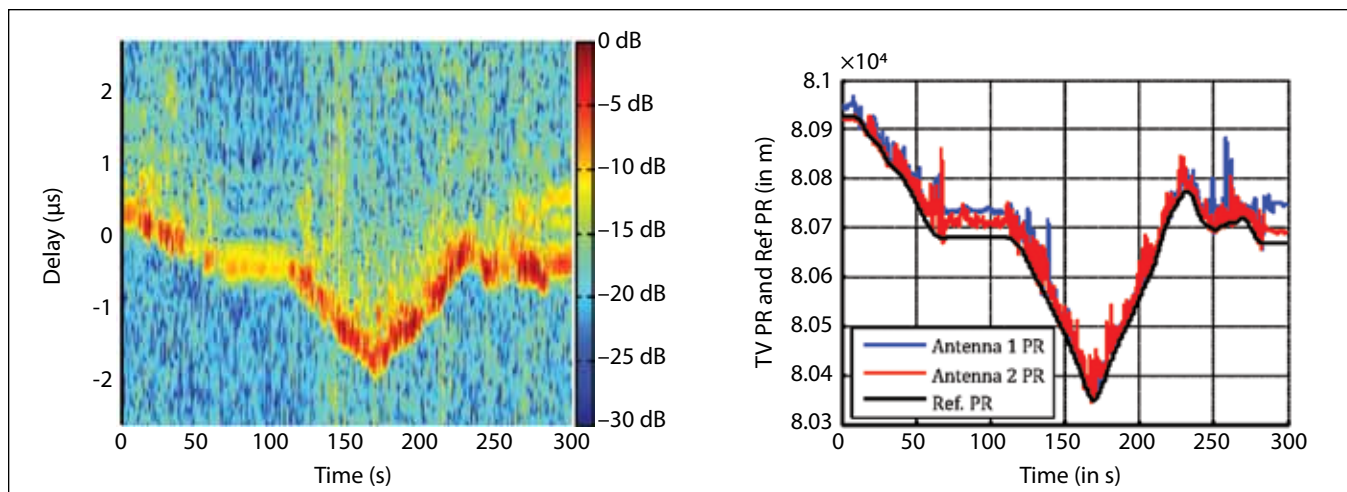 Delay (μs)
2
1
0
-1
-2
0 50 100 150 200 250 300
Time (s)
0 dB
–5 dB
–10 dB
–15 dB
–20 dB
–25 dB
–30 dB
TV PR and Ref PR (in m)
×10⁴
8.1
8.09
8.08
8.07
8.06
8.05
8.04
8.03
Antenna 1 PR
Antenna 2 PR
Ref. PR
0 50 100 150 200 250 300
Time (in s)